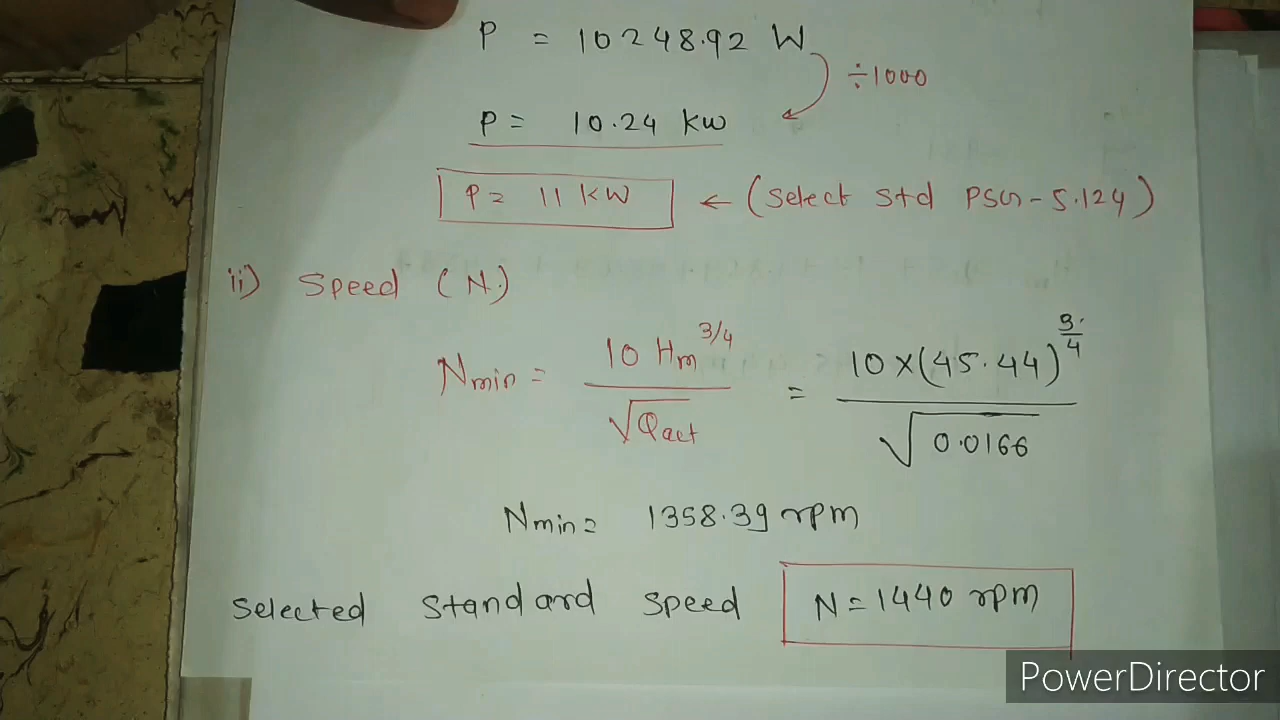 P = 10248.92 W
÷1000
P = 10.24 kw
P = 11 kW ← (Select Std PSG - 5.124)
ii) Speed (N.)
Nmin = 10 Hm^3/4 / √Qact = 10 × (45.44)^3/4 / √0.0166
Nmin = 1358.39 rpm
Selected standard speed N = 1440 rpm
PowerDirector